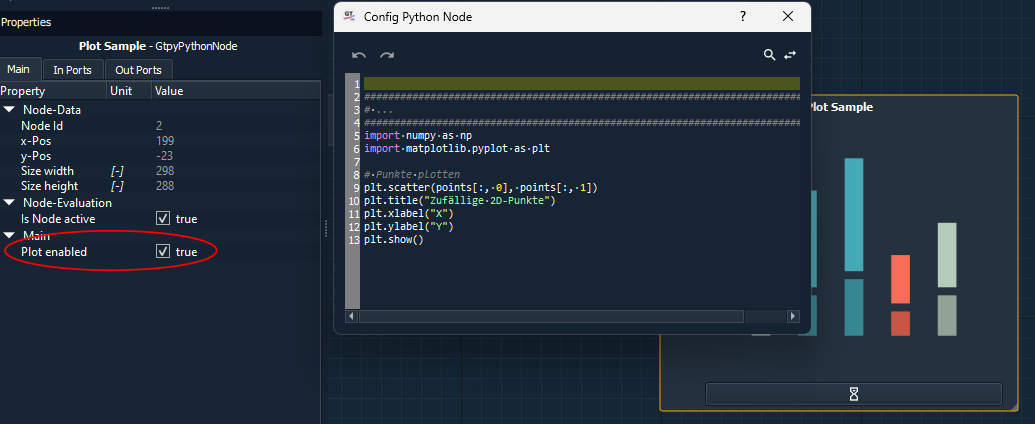 Properties
Plot Sample - GtpyPythonNode
Main In Ports Out Ports
Property Unit Value
Node-Data
Node Id 2
x-Pos 199
y-Pos -23
Size width [-] 298
Size height [-] 288
Node-Evaluation
Is Node active true
Main
Plot enabled true
GT
Config Python Node
? ×
1
2 ################################################################################
3 #·...
4 ################################################################################
5 import·numpy·as·np
6 import·matplotlib.pyplot·as·plt
7
8 #·Punkte·plotten
9 plt.scatter(points[:,·0],·points[:,·1])
10 plt.title("Zufällige·2D-Punkte")
11 plt.xlabel("X")
12 plt.ylabel("Y")
13 plt.show()
Plot Sample